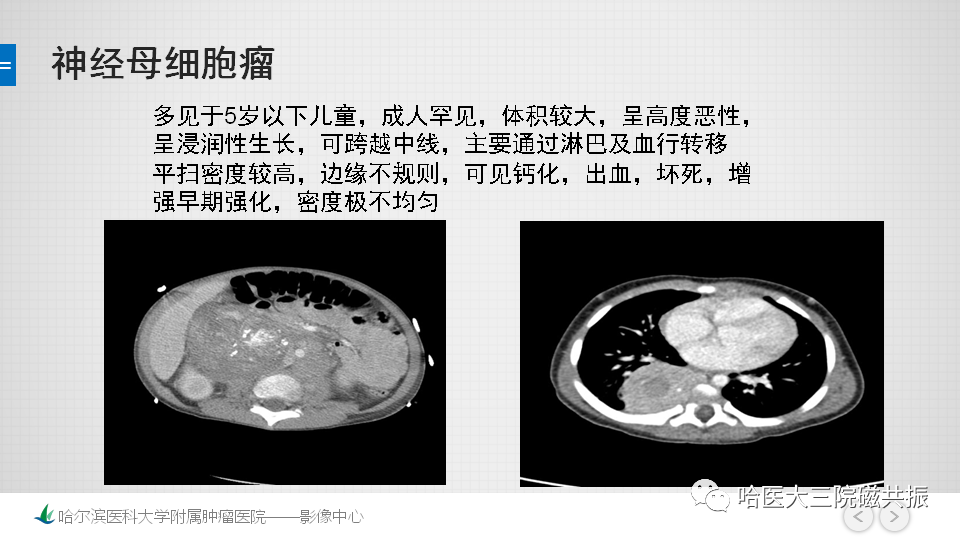 神经母细胞瘤
多见于5岁以下儿童，成人罕见，体积较大，呈高度恶性，
呈浸润性生长，可跨越中线，主要通过淋巴及血行转移
平扫密度较高，边缘不规则，可见钙化，出血，坏死，增
强早期强化，密度极不均匀
哈医大三院磁共振
哈尔滨医科大学附属肿瘤医院——影像中心